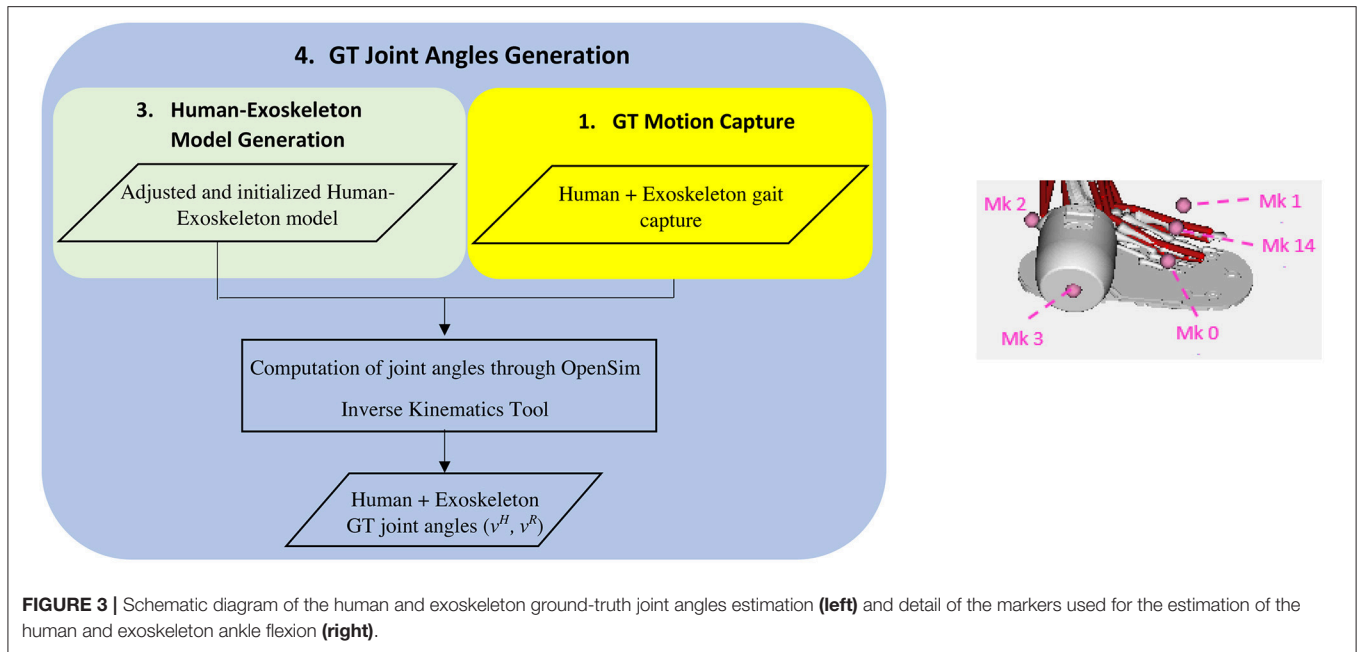 4. GT Joint Angles Generation
3. Human-Exoskeleton
Model Generation
Adjusted and initialized Human-
Exoskeleton model
1. GT Motion Capture
Human + Exoskeleton gait
capture
Computation of joint angles through OpenSim
Inverse Kinematics Tool
Human + Exoskeleton
GT joint angles (v^H, v^R)
Mk 2
Mk 1
Mk 14
Mk 0
Mk 3
FIGURE 3 | Schematic diagram of the human and exoskeleton ground-truth joint angles estimation (left) and detail of the markers used for the estimation of the
human and exoskeleton ankle flexion (right).